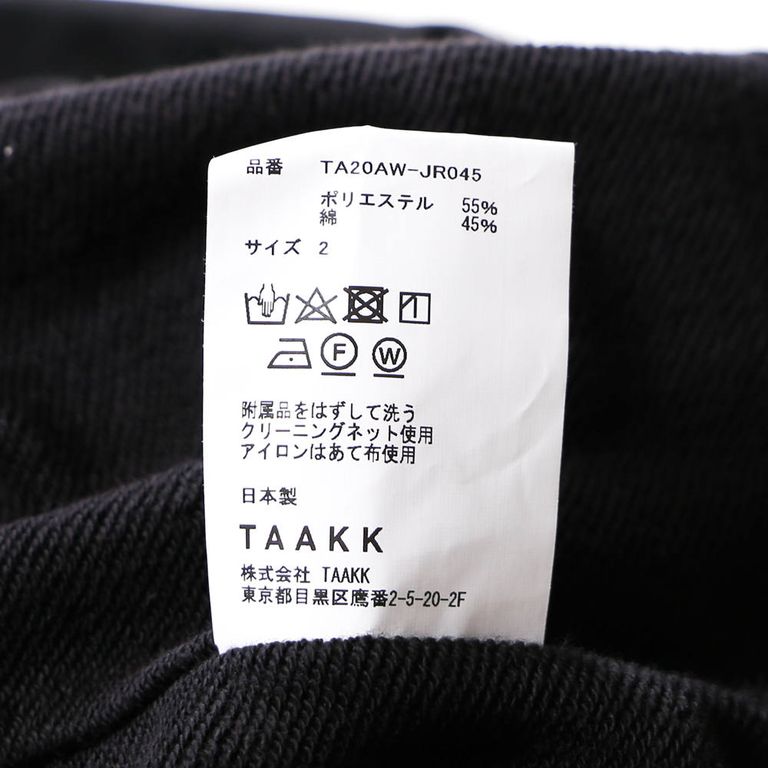 品番 TA20AW-JR045
ポリエステル 55%
綿 45%
サイズ 2
F W
附属品をはずして洗う
クリーニングネット使用
アイロンはあて布使用
日本製
TAAKK
株式会社 TAAKK
東京都目黒区鷹番2-5-20-2F